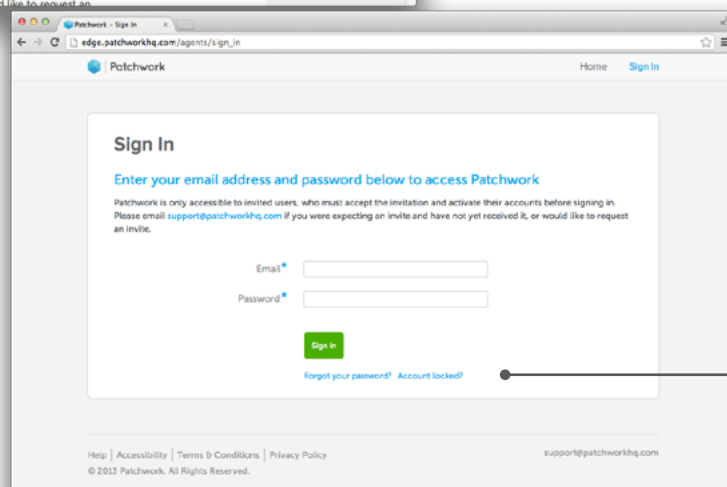 like to request an
Patchwork - Sign In
edge.patchworkhq.com/agents/sign_in
Patchwork
Home Sign In
Sign In
Enter your email address and password below to access Patchwork
Patchwork is only accessible to invited users, who must accept the invitation and activate their accounts before signing in.
Please email support@patchworkhq.com if you were expecting an invite and have not yet received it, or would like to request
an invite.
Email*
Password*
Sign in
Forgot your password? Account locked?
Help | Accessibility | Terms & Conditions | Privacy Policy
support@patchworkhq.com
© 2013 Patchwork. All Rights Reserved.